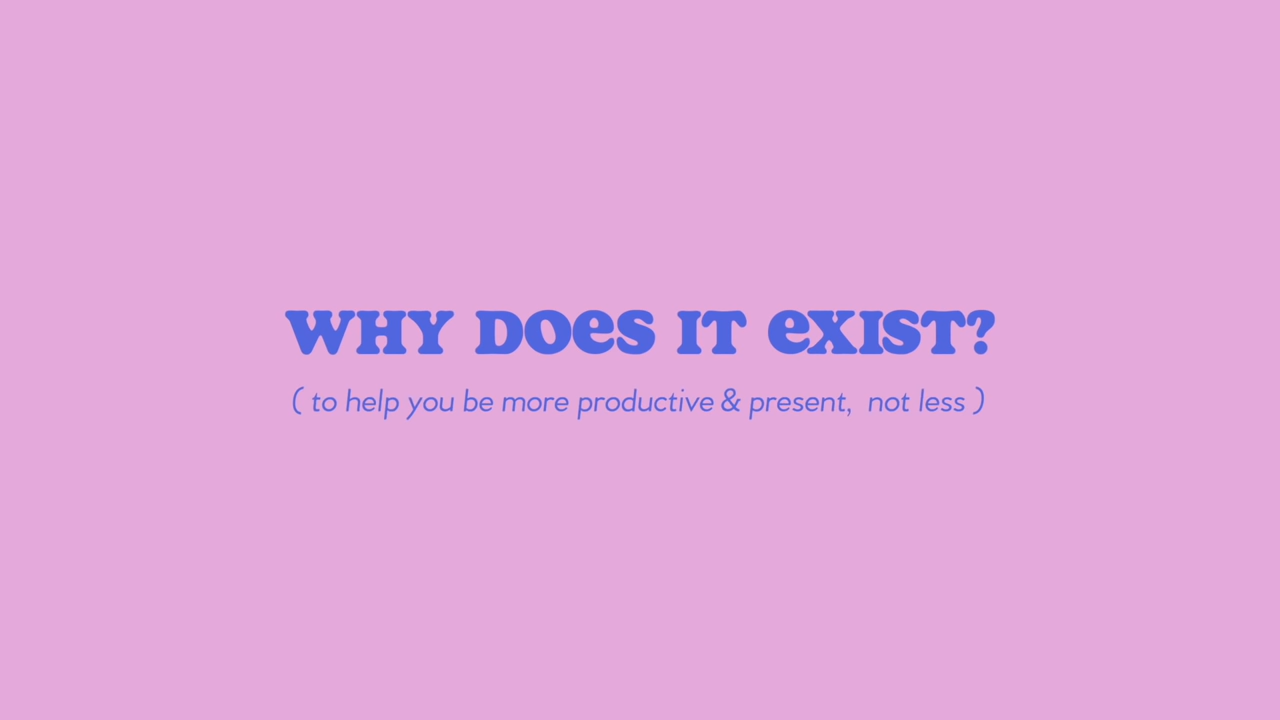 WHY DOES IT EXIST?
( to help you be more productive & present,  not less )